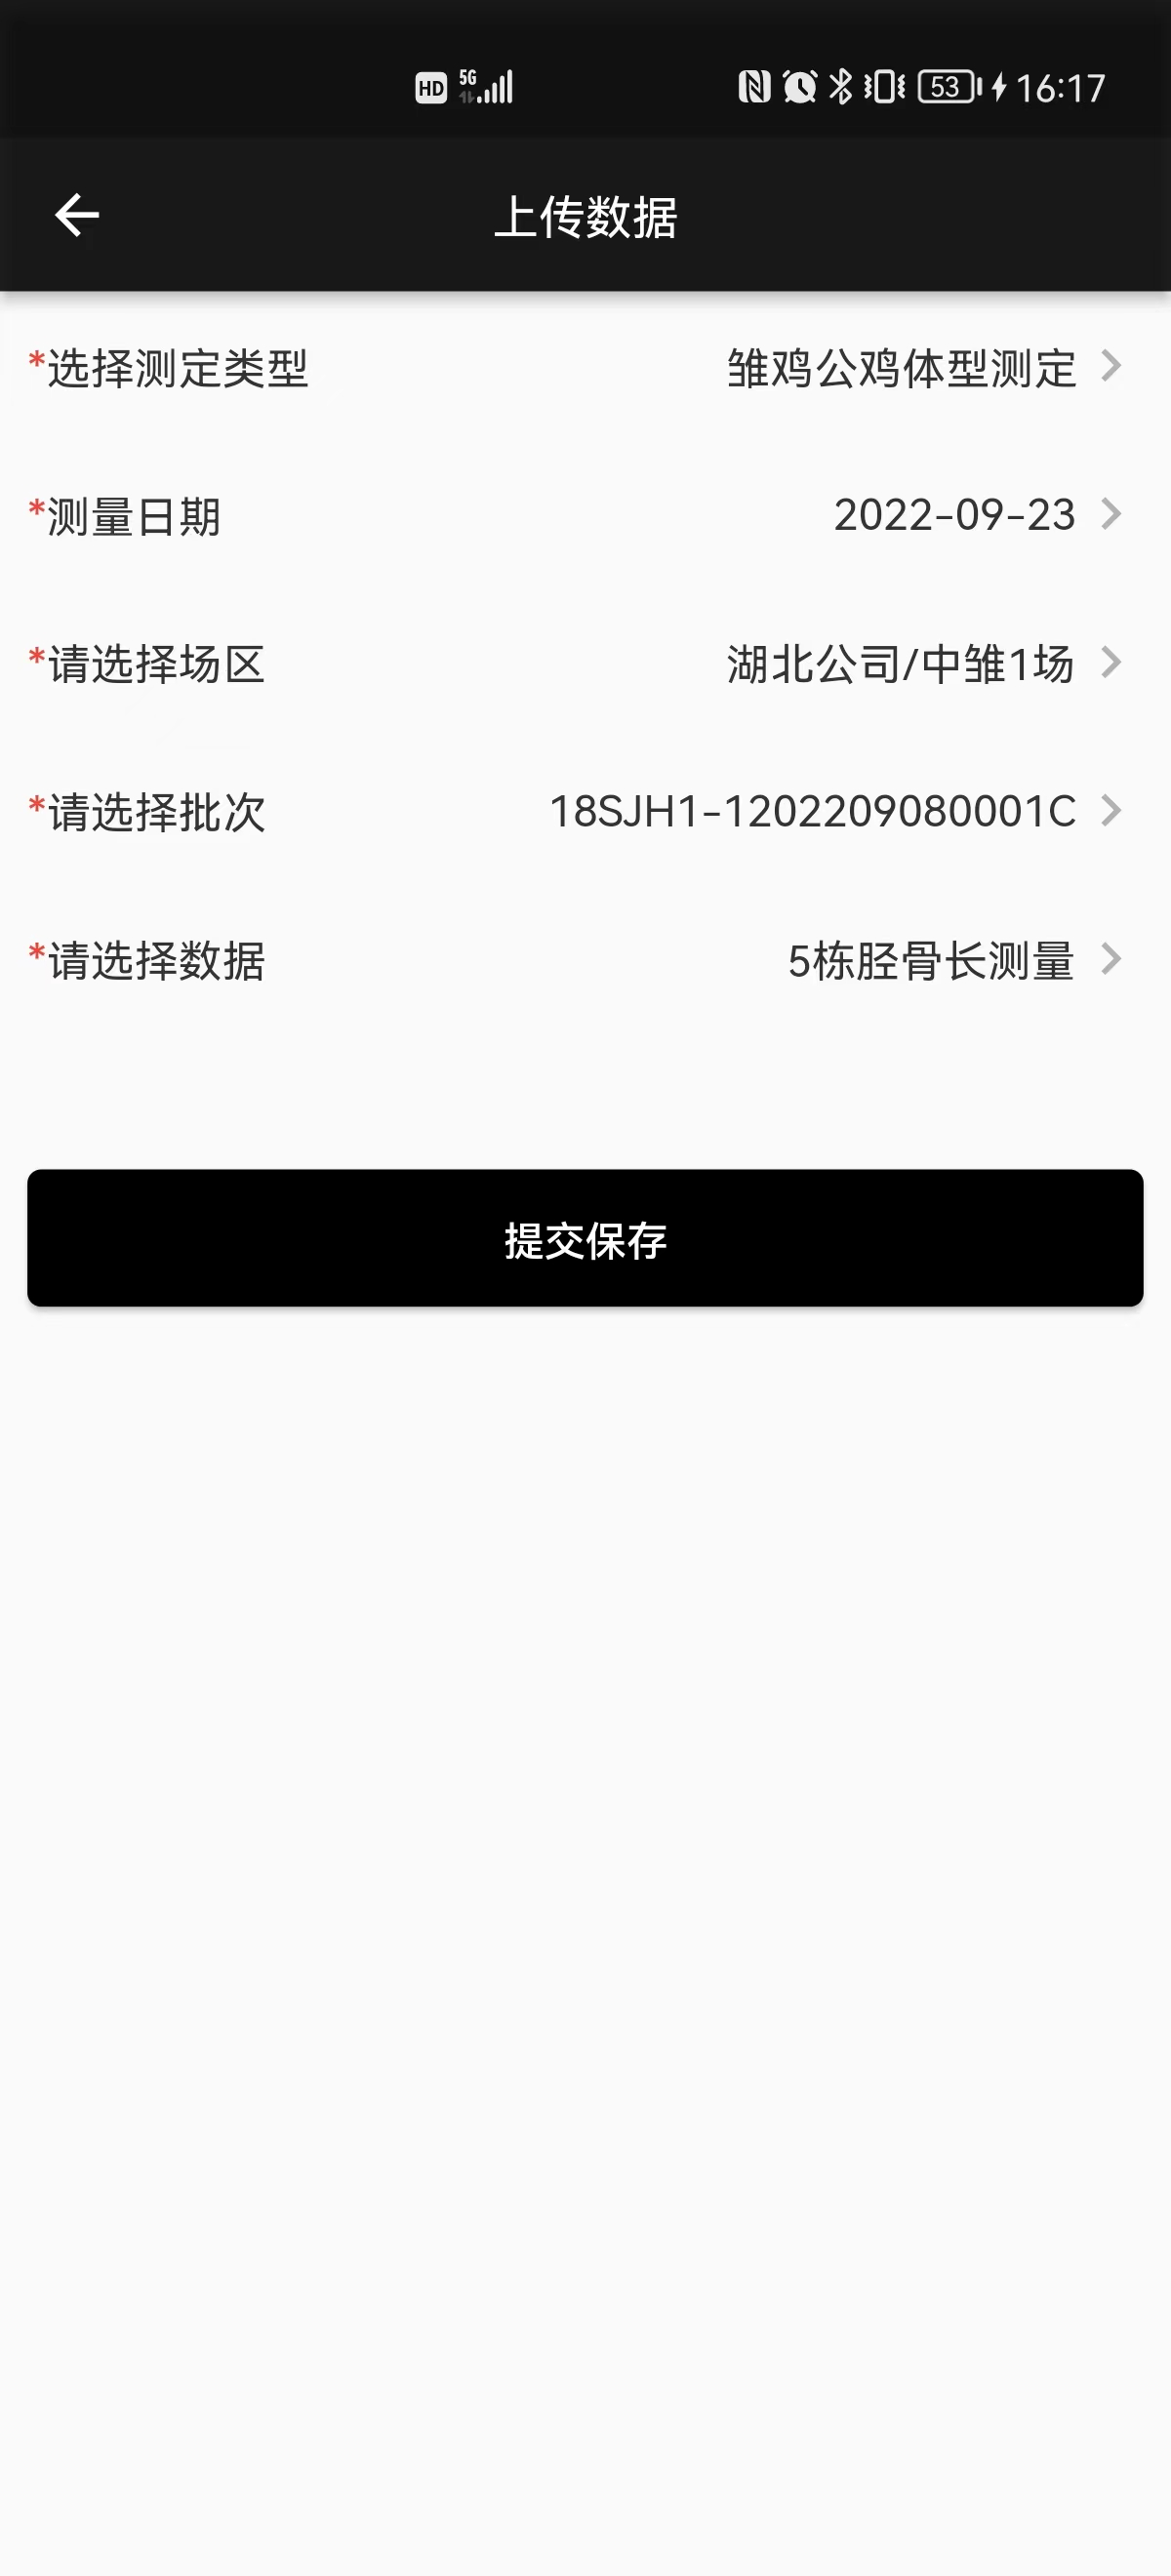 HD 5G 53 16:17
上传数据
*选择测定类型 雏鸡公鸡体型测定
*测量日期 2022-09-23
*请选择场区 湖北公司/中雏1场
*请选择批次 18SJH1-1202209080001C
*请选择数据 5栋胫骨长测量
提交保存